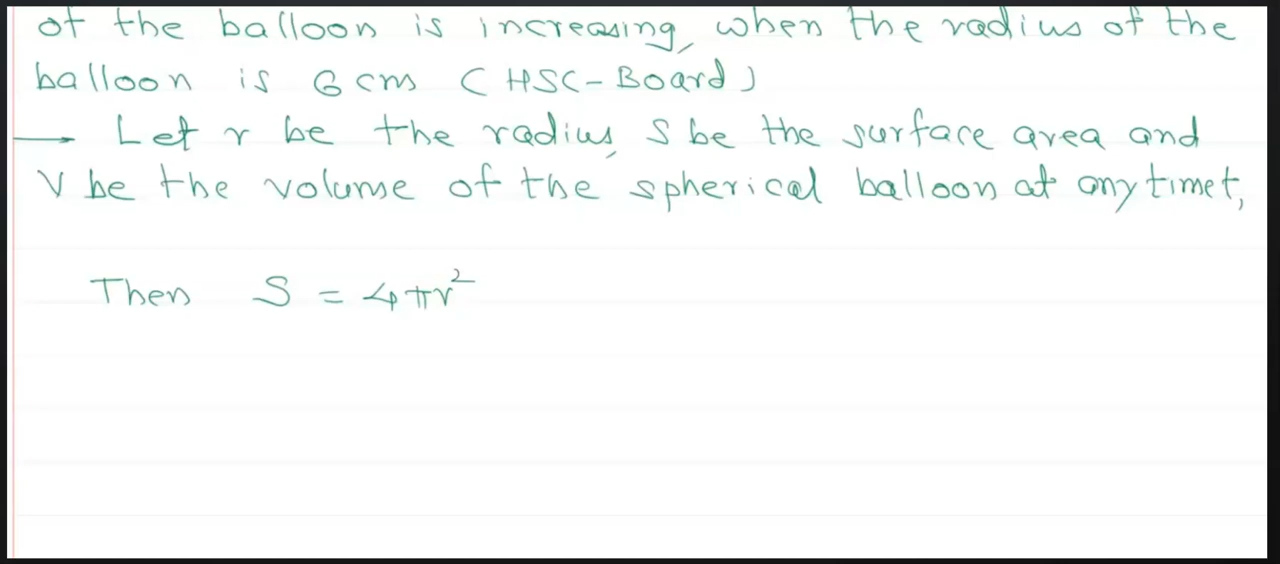 of the balloon is increasing, when the radius of the
balloon is 6 cm (HSC-Board)
— Let r be the radius, S be the surface area and
V be the volume of the spherical balloon at any time t,
Then S = 4πr²